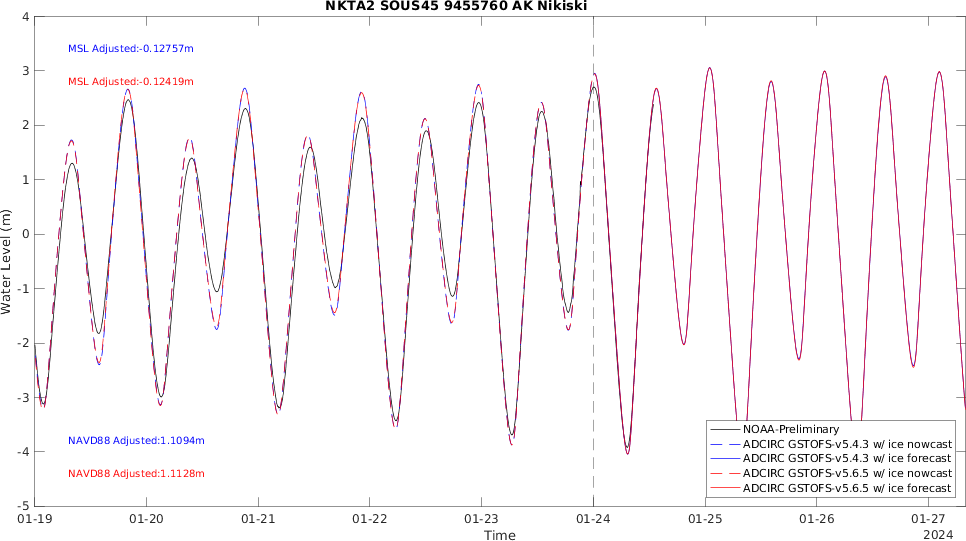 NKTA2 SOUS45 9455760 AK Nikiski
4
3
2
1
0
-1
-2
-3
-4
-5
Water Level (m)
MSL Adjusted:-0.12757m
MSL Adjusted:-0.12419m
NAVD88 Adjusted:1.1094m
NAVD88 Adjusted:1.1128m
NOAA-Preliminary
ADCIRC GSTOFS-v5.4.3 w/ ice nowcast
ADCIRC GSTOFS-v5.4.3 w/ ice forecast
ADCIRC GSTOFS-v5.6.5 w/ ice nowcast
ADCIRC GSTOFS-v5.6.5 w/ ice forecast
01-19 01-20 01-21 01-22 01-23 01-24 01-25 01-26 01-27
Time
2024